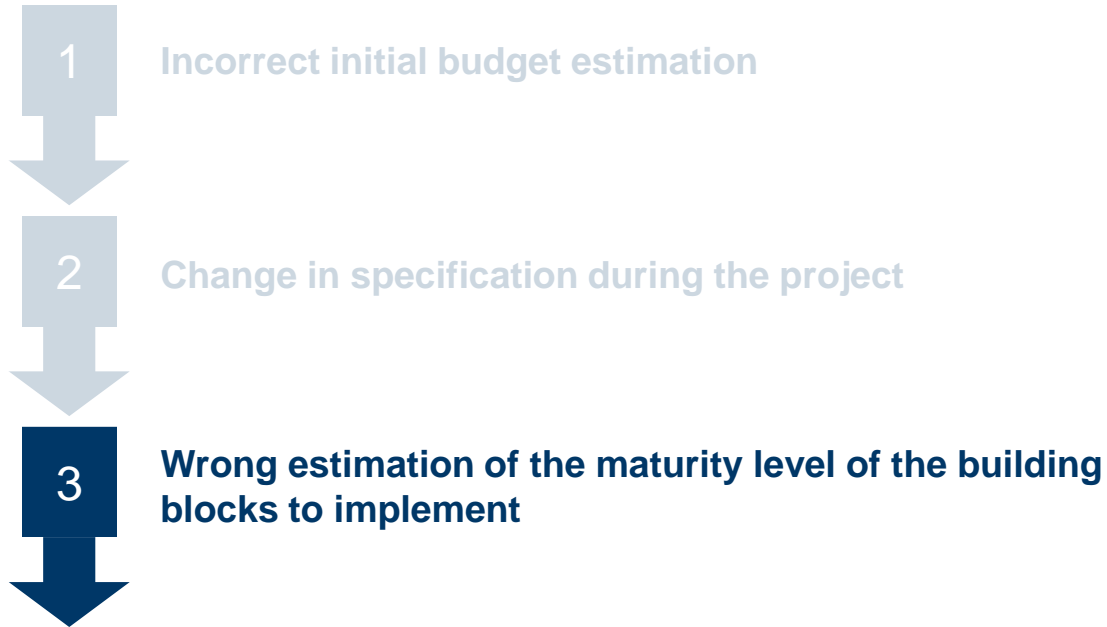 1
Incorrect initial budget estimation
2
Change in specification during the project
3
Wrong estimation of the maturity level of the building
blocks to implement